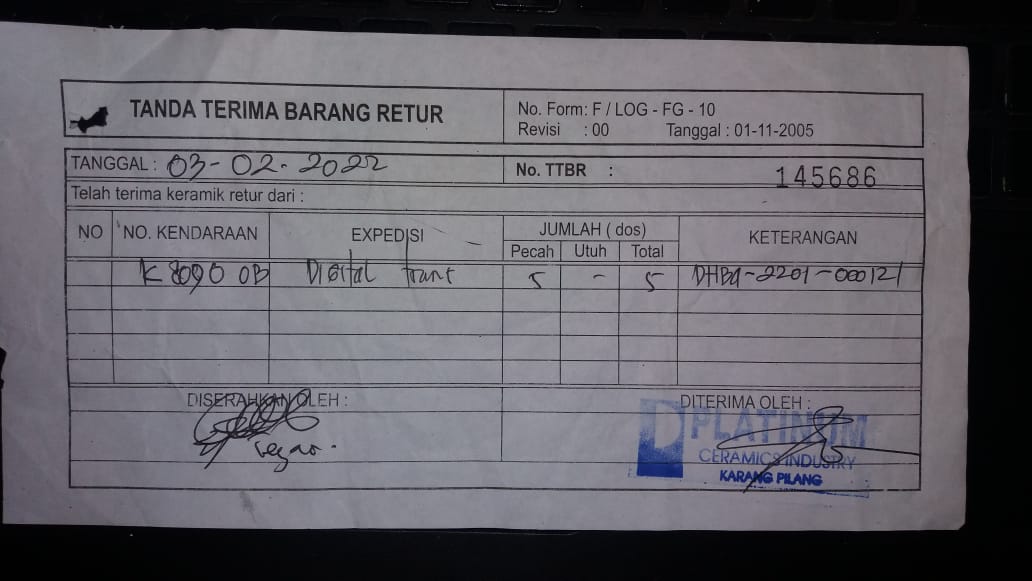 TANDA TERIMA BARANG RETUR
No. Form: F / LOG - FG - 10
Revisi : 00 Tanggal : 01-11-2005
TANGGAL : 03-02-2022
No. TTBR : 145686
Telah terima keramik retur dari :
NO NO. KENDARAAN EXPEDISI JUMLAH ( dos) KETERANGAN
Pecah Utuh Total
K 8090 OB Digital trans 5 - 5 DHBQ-2201-000121
DISERAHKAN OLEH : DITERIMA OLEH :
PLATINUM
CERAMICS INDUSTRY
KARANG PILANG